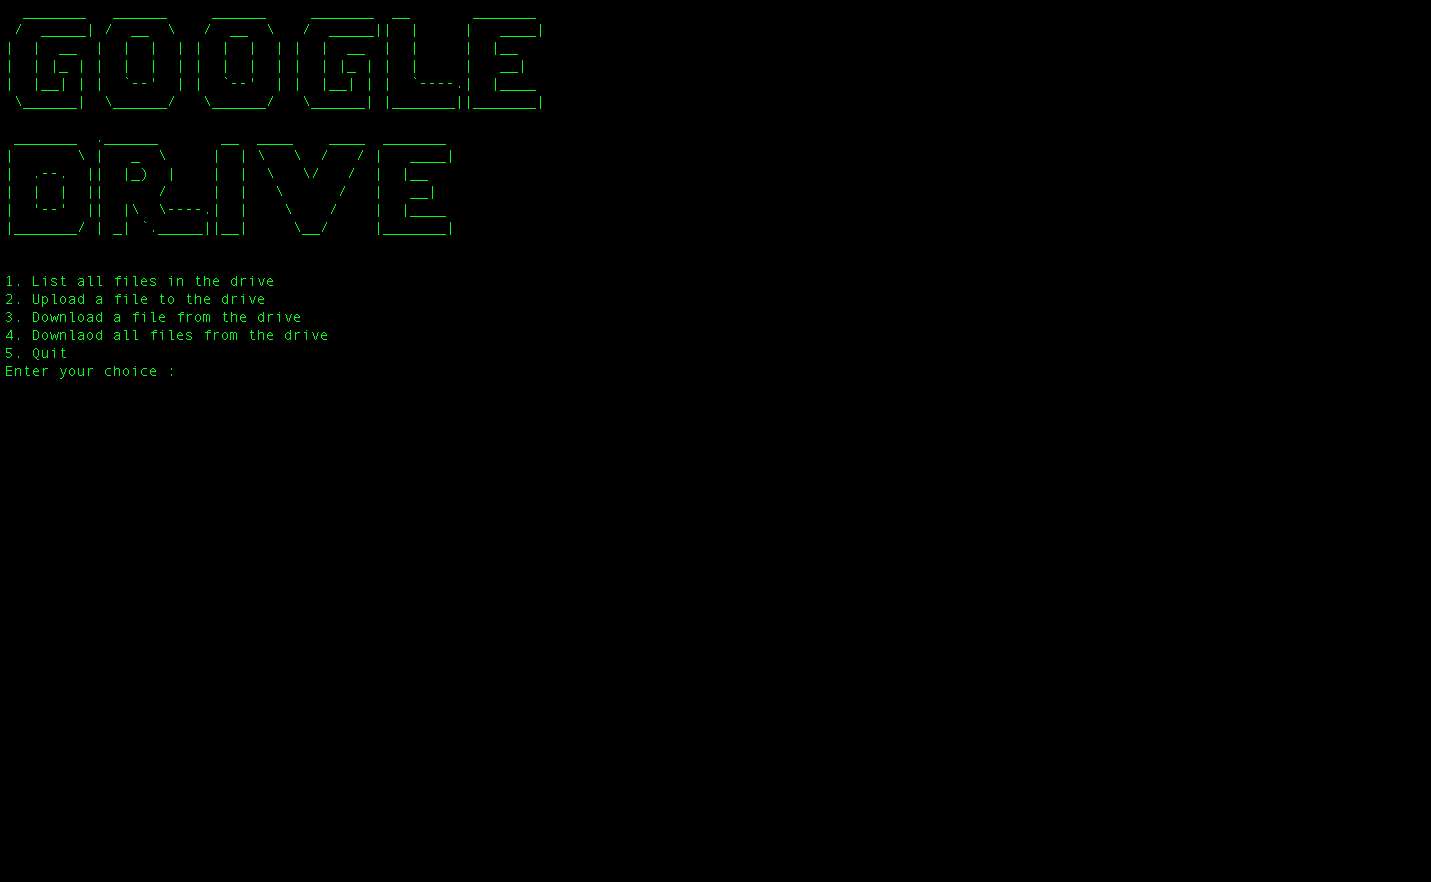 GOOGLE
DRIVE
1. List all files in the drive
2. Upload a file to the drive
3. Download a file from the drive
4. Downlaod all files from the drive
5. Quit
Enter your choice :